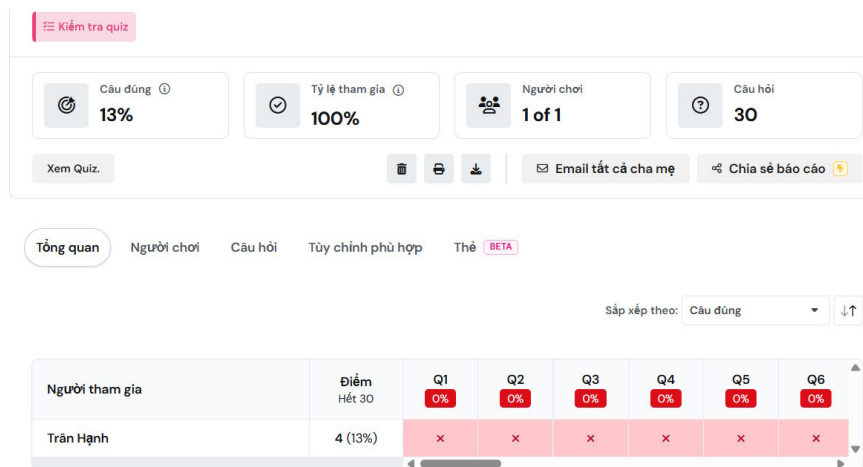 Kiểm tra quiz
Câu đúng
13%
Tỷ lệ tham gia
100%
Người chơi
1 of 1
Câu hỏi
30
Xem Quiz.
Email tất cả cha mẹ
Chia sẻ báo cáo
Tổng quan Người chơi Câu hỏi Tùy chỉnh phù hợp Thẻ BETA
Sắp xếp theo: Câu đúng
Người tham gia Điểm Q1 Q2 Q3 Q4 Q5 Q6
Hết 30 0% 0% 0% 0% 0% 0%
Trân Hạnh 4 (13%)